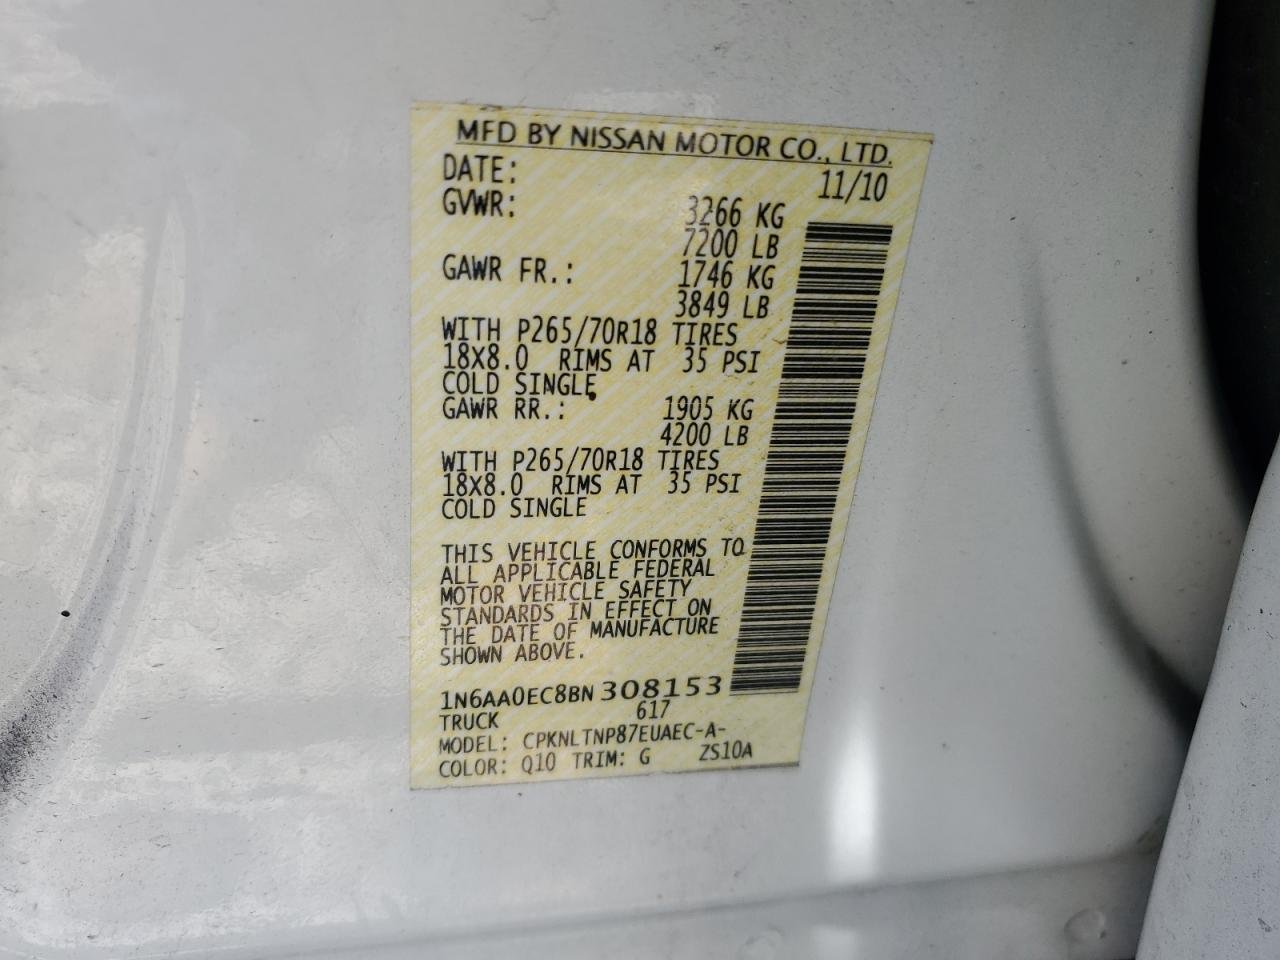 MFD BY NISSAN MOTOR CO., LTD.
DATE: 11/10
GVWR: 3266 KG
7200 LB
GAWR FR.: 1746 KG
3849 LB
WITH P265/70R18 TIRES
18X8.0 RIMS AT 35 PSI
COLD SINGLE
GAWR RR.: 1905 KG
4200 LB
WITH P265/70R18 TIRES
18X8.0 RIMS AT 35 PSI
COLD SINGLE
THIS VEHICLE CONFORMS TO
ALL APPLICABLE FEDERAL
MOTOR VEHICLE SAFETY
STANDARDS IN EFFECT ON
THE DATE OF MANUFACTURE
SHOWN ABOVE.
1N6AA0EC8BN308153
TRUCK 617
MODEL: CPKNLTNP87EUAEC-A-
COLOR: Q10 TRIM: G ZS10A